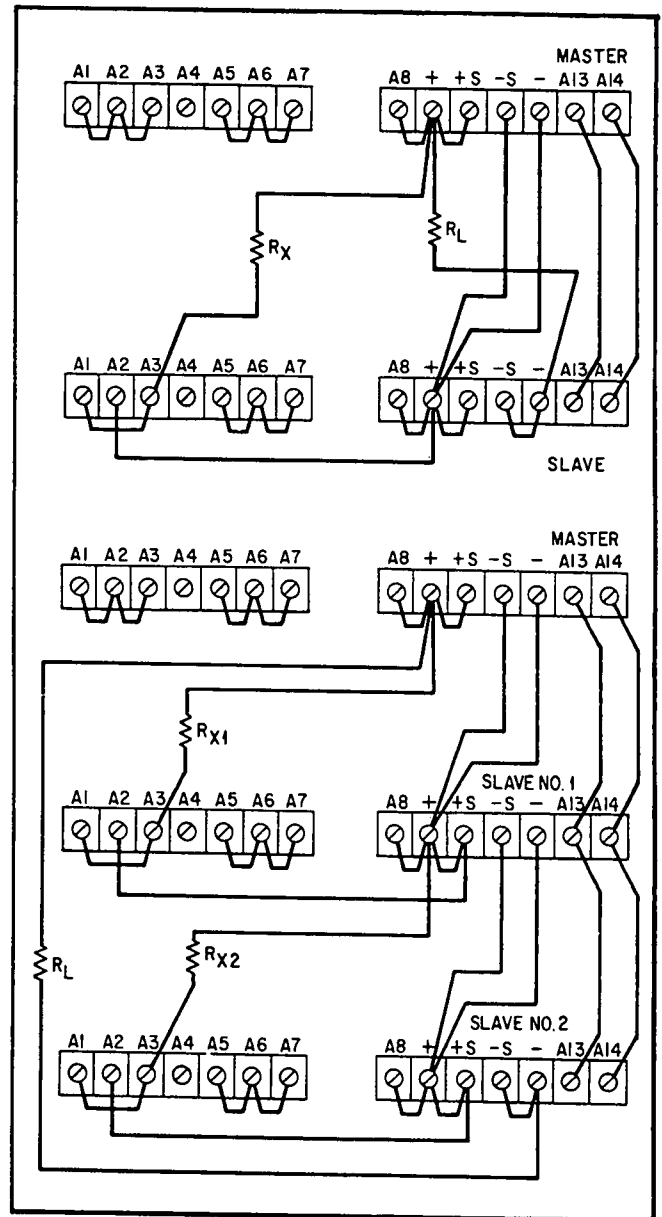 MASTER
A1 A2 A3 A4 A5 A6 A7 A8 + +S -S - A13 A14
RX
RL
A1 A2 A3 A4 A5 A6 A7 A8 + +S -S - A13 A14
SLAVE
MASTER
A1 A2 A3 A4 A5 A6 A7 A8 + +S -S - A13 A14
RX1
SLAVE NO. 1
A1 A2 A3 A4 A5 A6 A7 A8 + +S -S - A13 A14
RL
RX2
SLAVE NO. 2
A1 A2 A3 A4 A5 A6 A7 A8 + +S -S - A13 A14